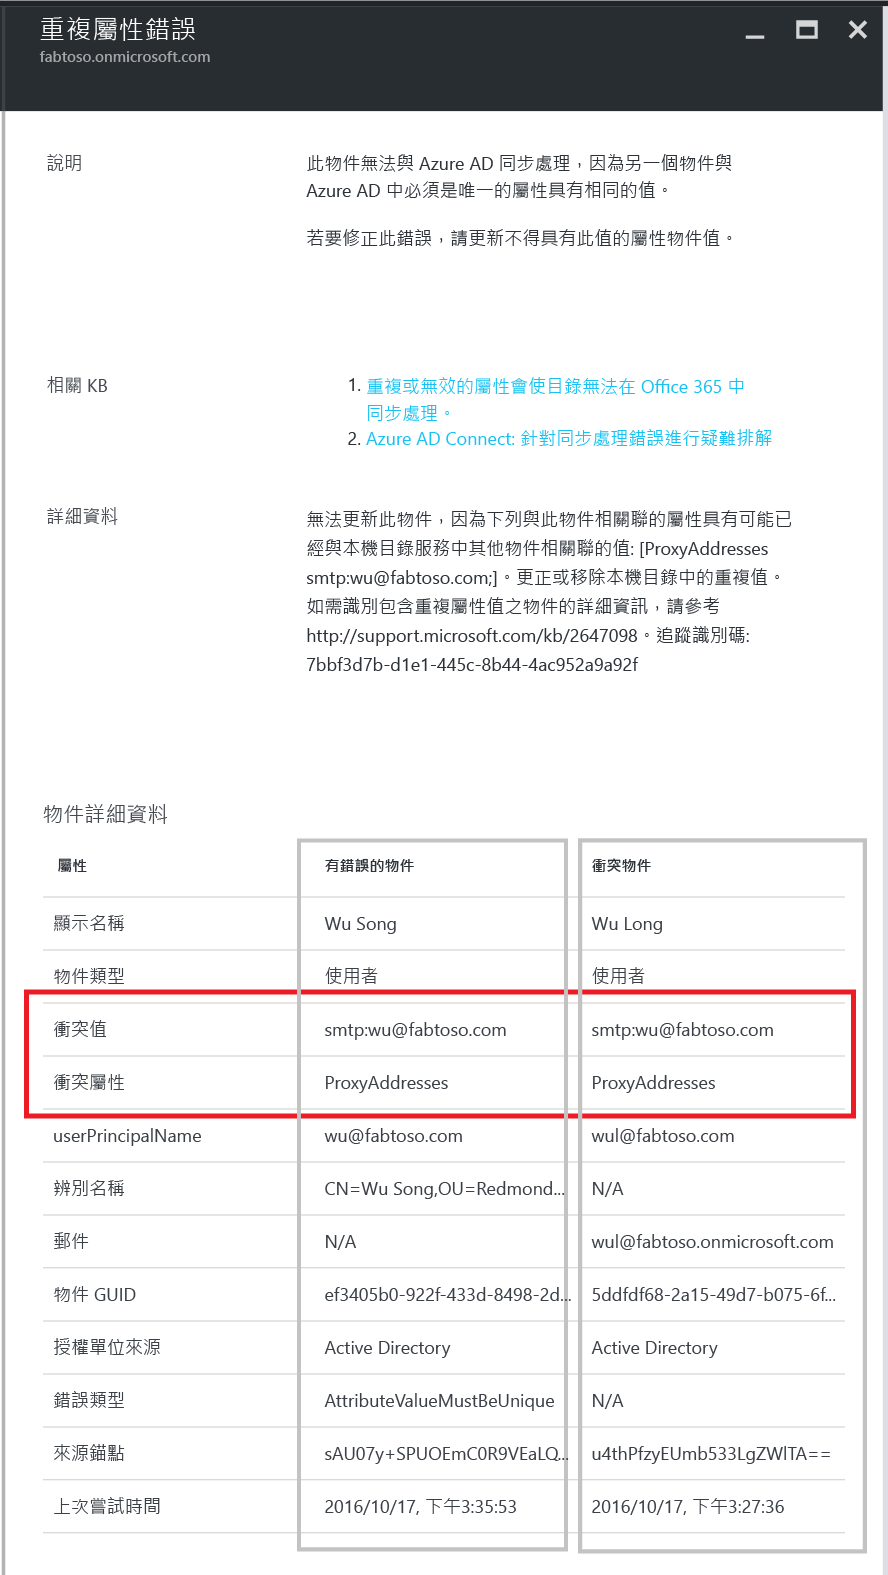 重複屬性錯誤
fabtoso.onmicrosoft.com
說明
此物件無法與 Azure AD 同步處理，因為另一個物件與
Azure AD 中必須是唯一的屬性具有相同的值。
若要修正此錯誤，請更新不得具有此值的屬性物件值。
相關 KB
1. 重複或無效的屬性會使目錄無法在 Office 365 中
同步處理。
2. Azure AD Connect: 針對同步處理錯誤進行疑難排解
詳細資料
無法更新此物件，因為下列與此物件相關聯的屬性具有可能已
經與本機目錄服務中其他物件相關聯的值: [ProxyAddresses
smtp:wu@fabtoso.com;]。更正或移除本機目錄中的重複值。
如需識別包含重複屬性值之物件的詳細資訊，請參考
http://support.microsoft.com/kb/2647098。追蹤識別碼:
7bbf3d7b-d1e1-445c-8b44-4ac952a9a92f
物件詳細資料
屬性 有錯誤的物件 衝突物件
顯示名稱 Wu Song Wu Long
物件類型 使用者 使用者
衝突值 smtp:wu@fabtoso.com smtp:wu@fabtoso.com
衝突屬性 ProxyAddresses ProxyAddresses
userPrincipalName wu@fabtoso.com wul@fabtoso.com
辨別名稱 CN=Wu Song,OU=Redmond... N/A
郵件 N/A wul@fabtoso.onmicrosoft.com
物件 GUID ef3405b0-922f-433d-8498-2d... 5ddfdf68-2a15-49d7-b075-6f...
授權單位來源 Active Directory Active Directory
錯誤類型 AttributeValueMustBeUnique N/A
來源錨點 sAU07y+SPUOEmC0R9VEaLQ... u4thPfzyEUmb533LgZWlTA==
上次嘗試時間 2016/10/17, 下午3:35:53 2016/10/17, 下午3:27:36